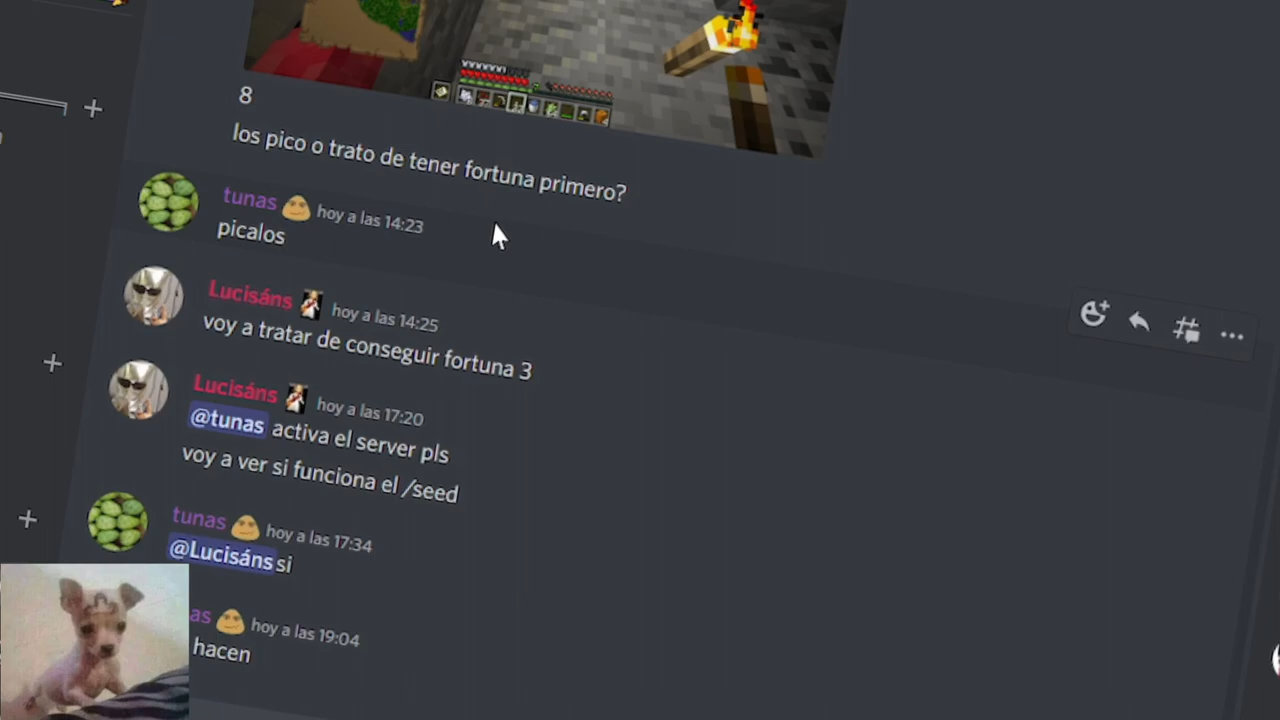 8
los pico o trato de tener fortuna primero?
tunas hoy a las 14:23
picalos
Lucisáns hoy a las 14:25
voy a tratar de conseguir fortuna 3
Lucisáns hoy a las 17:20
@tunas activa el server pls
voy a ver si funciona el /seed
tunas hoy a las 17:34
@Lucisáns si
as hoy a las 19:04
hacen